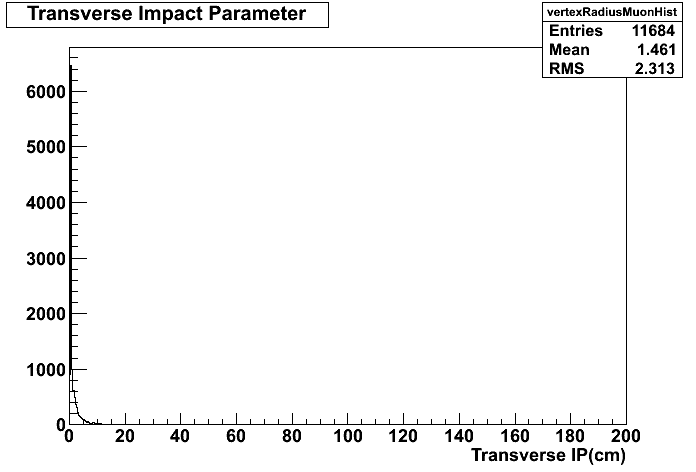 Transverse Impact Parameter
vertexRadiusMuonHist
Entries 11684
Mean 1.461
RMS 2.313
6000
5000
4000
3000
2000
1000
0
0 20 40 60 80 100 120 140 160 180 200
Transverse IP(cm)